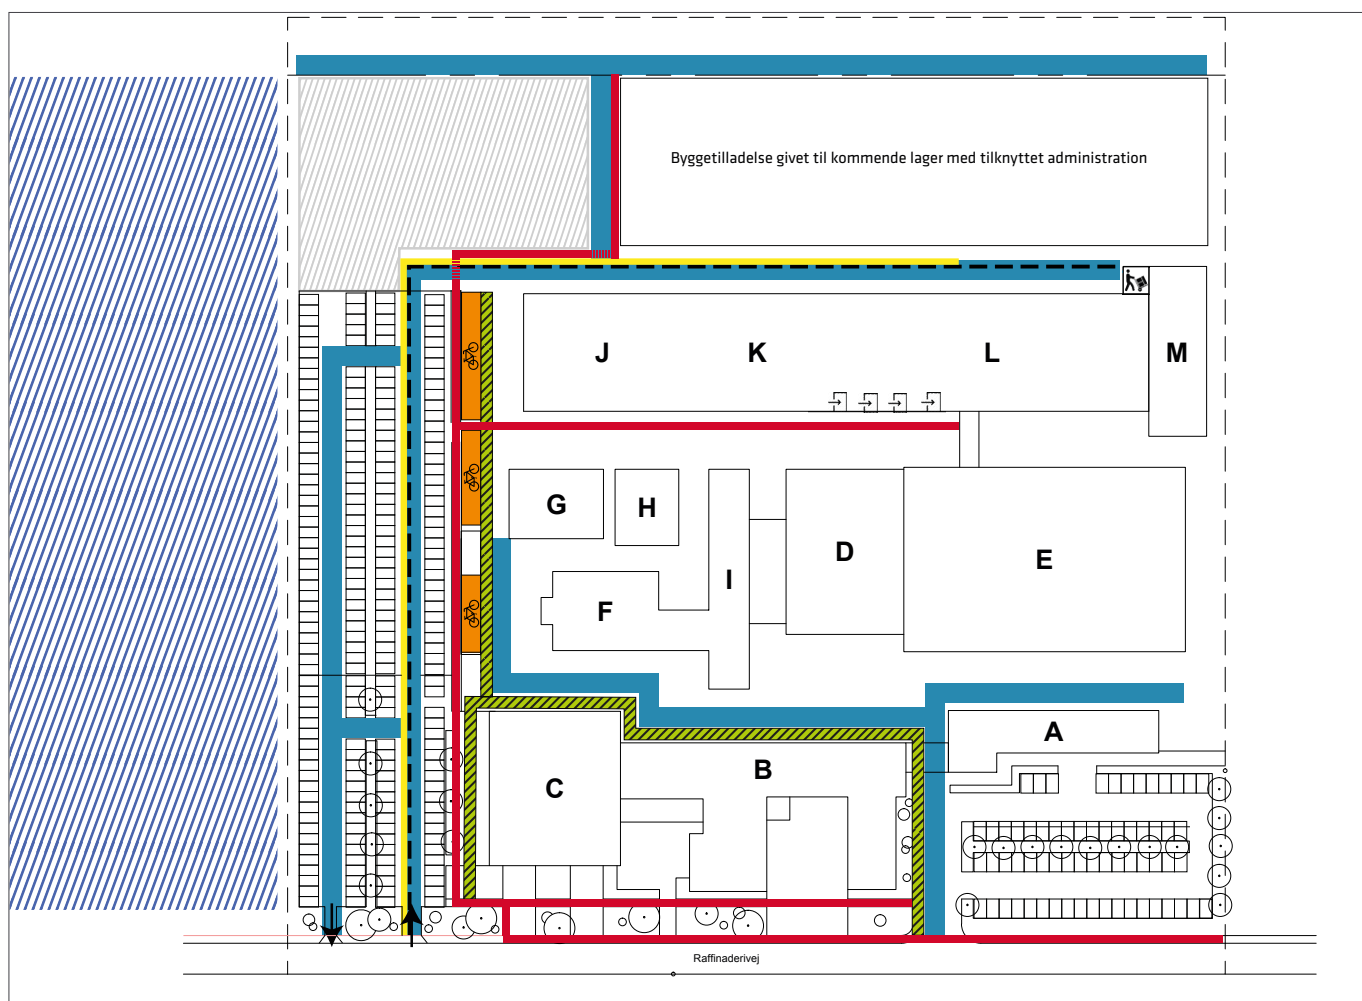 Byggetilladelse givet til kommende lager med tilknyttet administration
J K L M
G H
D E
I
F
A
B
C
Raffinaderivej